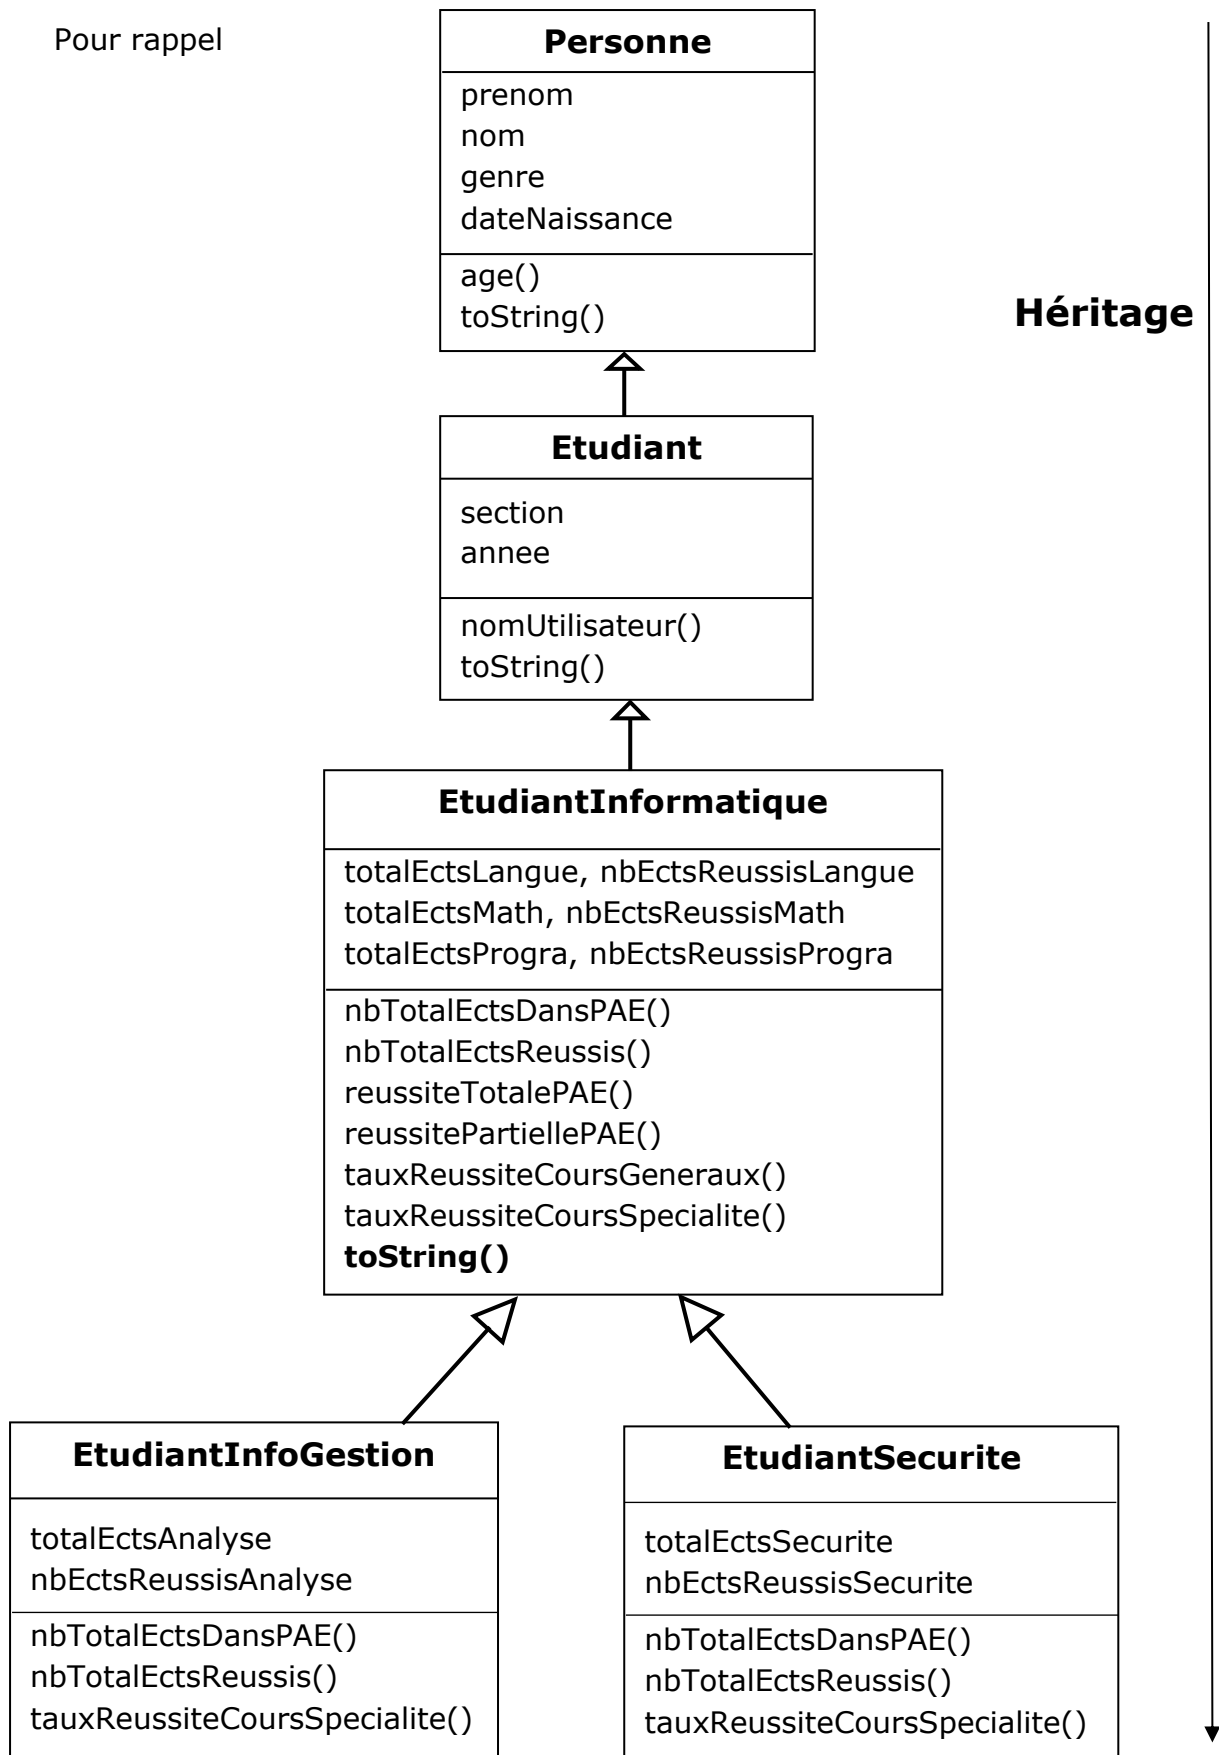 Pour rappel
Personne
prenom
nom
genre
dateNaissance
age()
toString()
Héritage
Etudiant
section
annee
nomUtilisateur()
toString()
EtudiantInformatique
totalEctsLangue, nbEctsReussisLangue
totalEctsMath, nbEctsReussisMath
totalEctsProgra, nbEctsReussisProgra
nbTotalEctsDansPAE()
nbTotalEctsReussis()
reussiteTotalePAE()
reussitePartiellePAE()
tauxReussiteCoursGeneraux()
tauxReussiteCoursSpecialite()
toString()
EtudiantInfoGestion
totalEctsAnalyse
nbEctsReussisAnalyse
nbTotalEctsDansPAE()
nbTotalEctsReussis()
tauxReussiteCoursSpecialite()
EtudiantSecurite
totalEctsSecurite
nbEctsReussisSecurite
nbTotalEctsDansPAE()
nbTotalEctsReussis()
tauxReussiteCoursSpecialite()